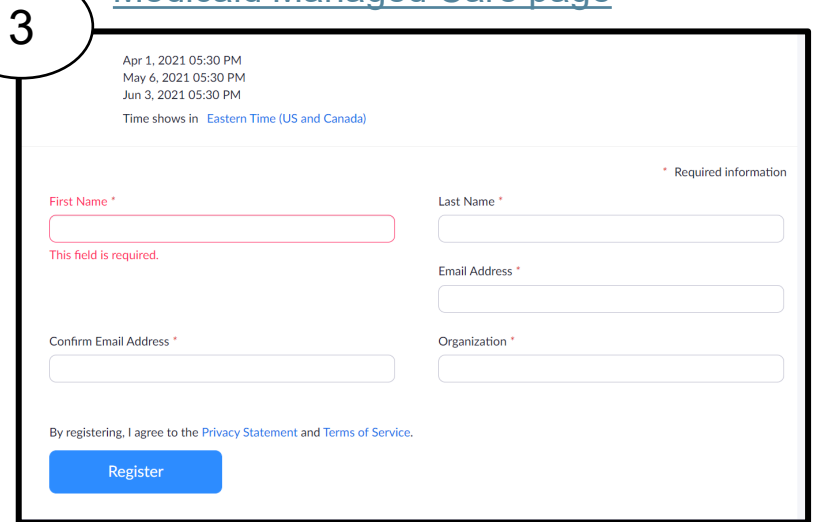 Medicaid Managed Care page
3
Apr 1, 2021 05:30 PM
May 6, 2021 05:30 PM
Jun 3, 2021 05:30 PM
Time shows in Eastern Time (US and Canada)
* Required information
First Name *
Last Name *
This field is required.
Email Address *
Confirm Email Address *
Organization *
By registering, I agree to the Privacy Statement and Terms of Service.
Register